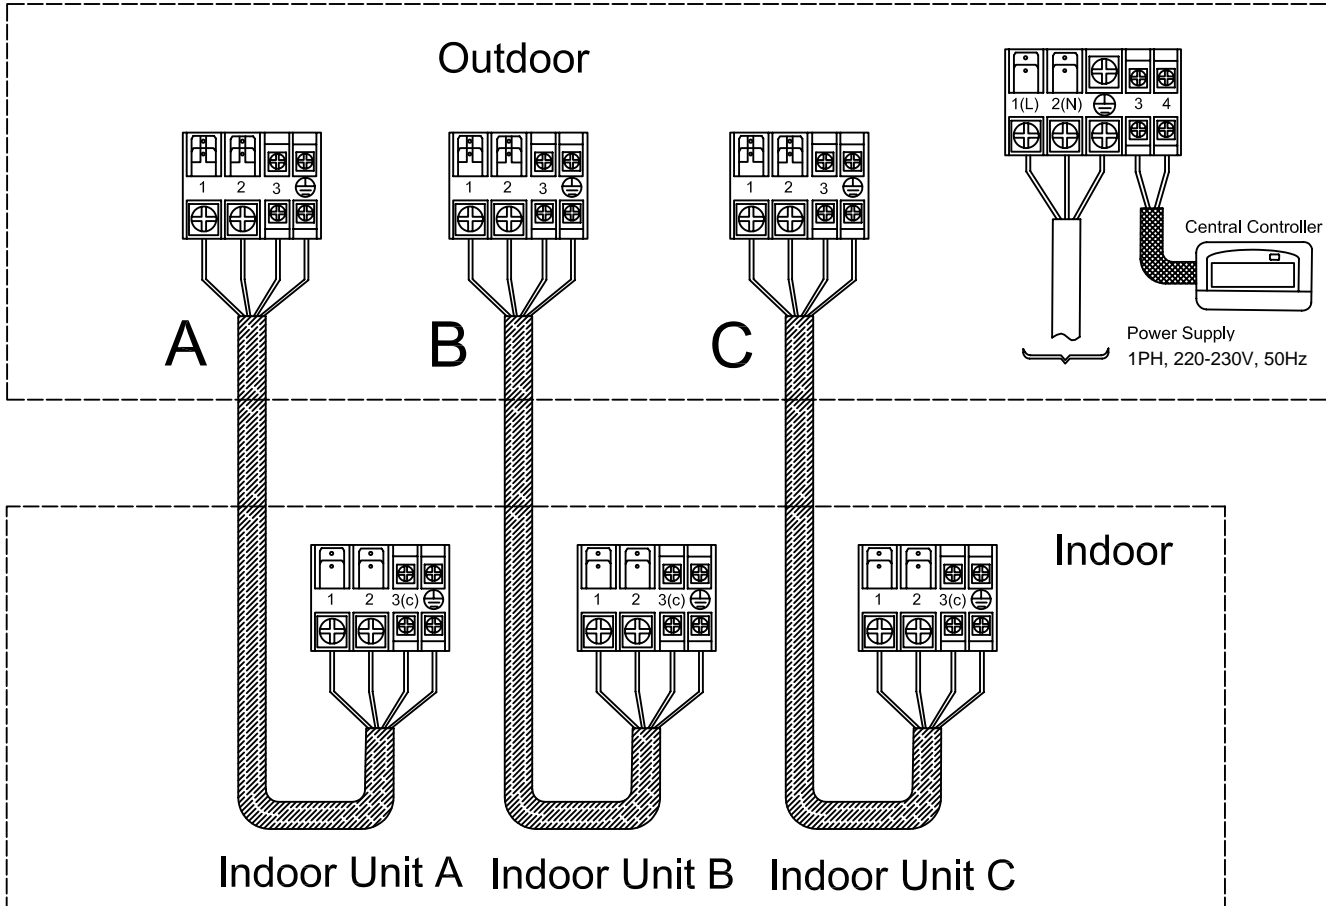 Outdoor
1(L) 2(N) 3 4
1 2 3
1 2 3
1 2 3
Central Controller
A
B
C
Power Supply
1PH, 220-230V, 50Hz
Indoor
1 2 3(c)
1 2 3(c)
1 2 3(c)
Indoor Unit A
Indoor Unit B
Indoor Unit C